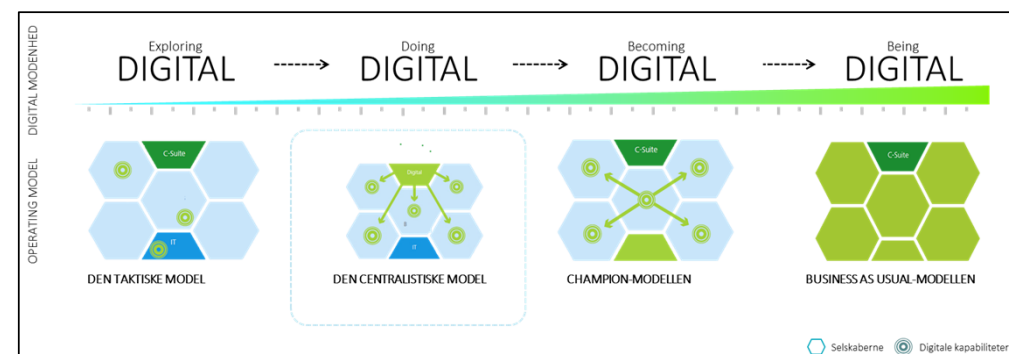 DIGITAL MODENHED
Exploring
DIGITAL
Doing
DIGITAL
Becoming
DIGITAL
Being
DIGITAL
OPERATING MODEL
C-Suite
IT
DEN TAKTISKE MODEL
Digital
IT
DEN CENTRALISTISKE MODEL
C-Suite
CHAMPION-MODELLEN
C-Suite
BUSINESS AS USUAL-MODELLEN
Selskaberne
Digitale kapabiliteter